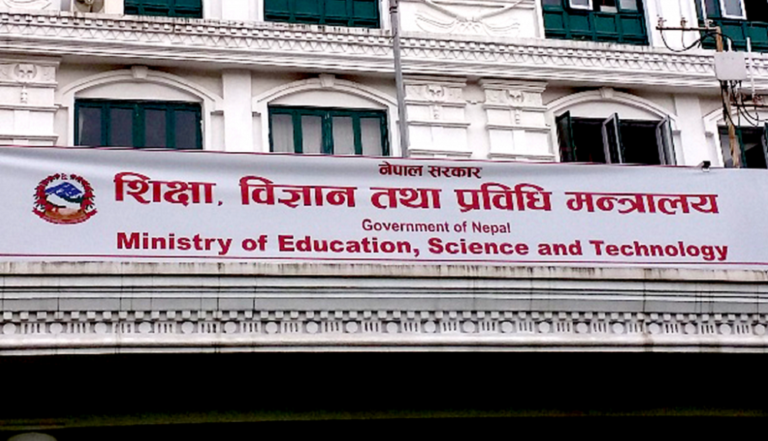 नेपाल सरकार
शिक्षा, विज्ञान तथा प्रविधि मन्त्रालय
Government of Nepal
Ministry of Education, Science and Technology